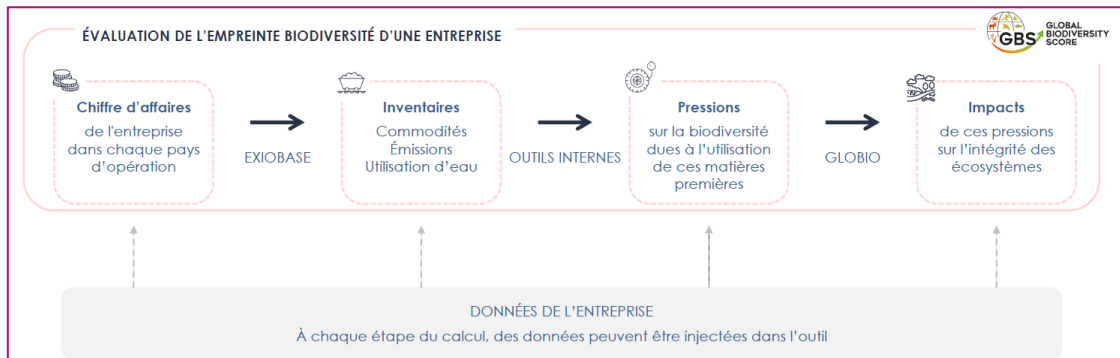 ÉVALUATION DE L'EMPREINTE BIODIVERSITÉ D'UNE ENTREPRISE
GBS
GLOBAL
BIODIVERSITY
SCORE
Chiffre d'affaires
de l'entreprise
dans chaque pays
d'opération
EXIOBASE
Inventaires
Commodités
Émissions
Utilisation d'eau
OUTILS INTERNES
Pressions
sur la biodiversité
dues à l'utilisation
de ces matières
premières
GLOBIO
Impacts
de ces pressions
sur l'intégrité des
écosystèmes
DONNÉES DE L'ENTREPRISE
À chaque étape du calcul, des données peuvent être injectées dans l'outil